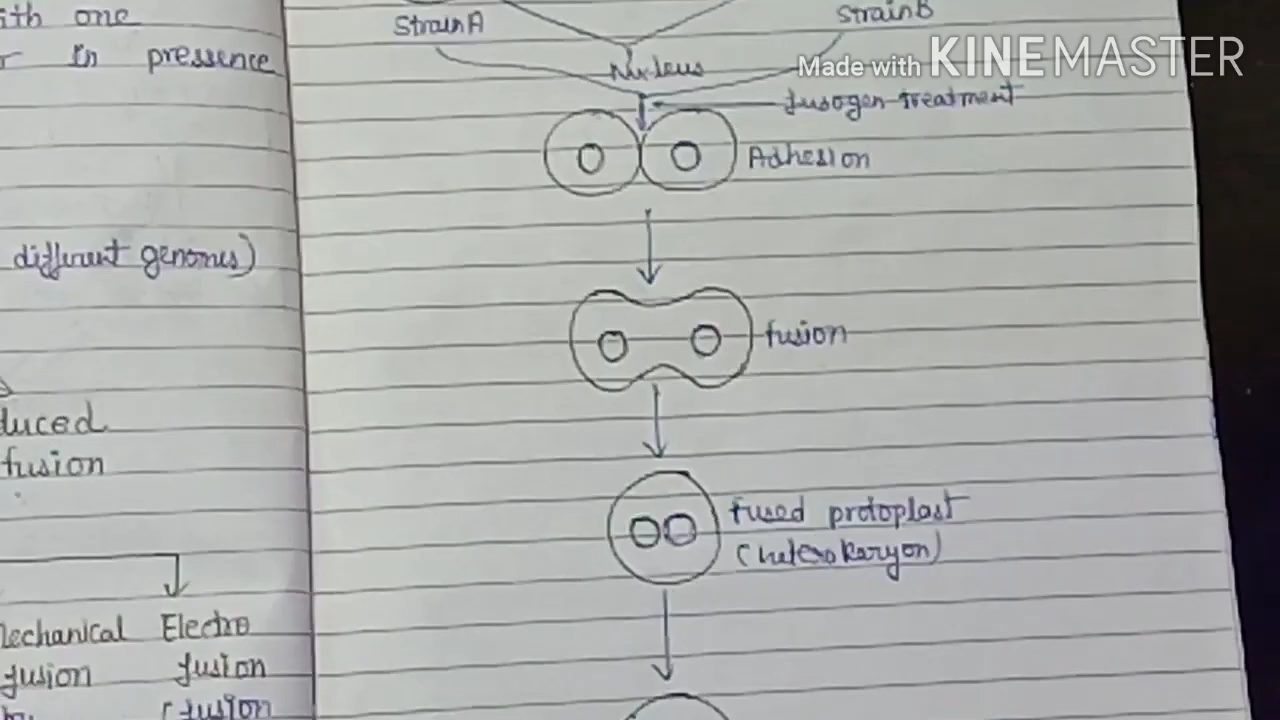 ith one
r in pressence
different genomes)
duced
fusion
Mechanical Electro
fusion fusion
(fusion
Strain A
Strain B
Nucleus
Made with KINEMASTER
fusogen treatment
Adhesion
fusion
fused protoplast
(heterokaryon)